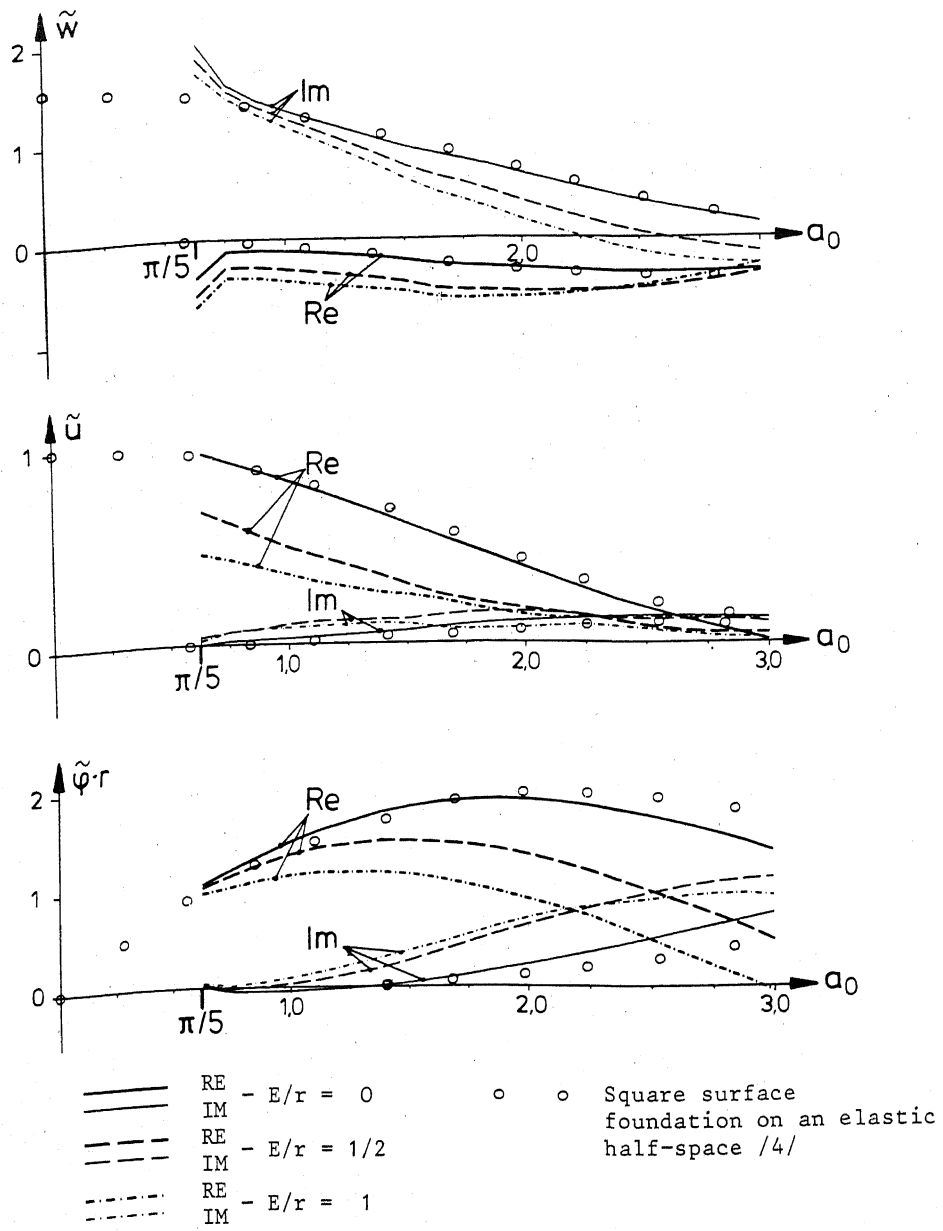 w̃
2
Im
1
0
π/5
2,0
a₀
Re
ũ
1
Re
Im
0
π/5
1,0
2,0
3,0
a₀
φ̃·r
2
Re
1
Im
0
π/5
1,0
2,0
3,0
a₀
RE
IM - E/r = 0
RE
IM - E/r = 1/2
RE
IM - E/r = 1
Square surface
foundation on an elastic
half-space /4/